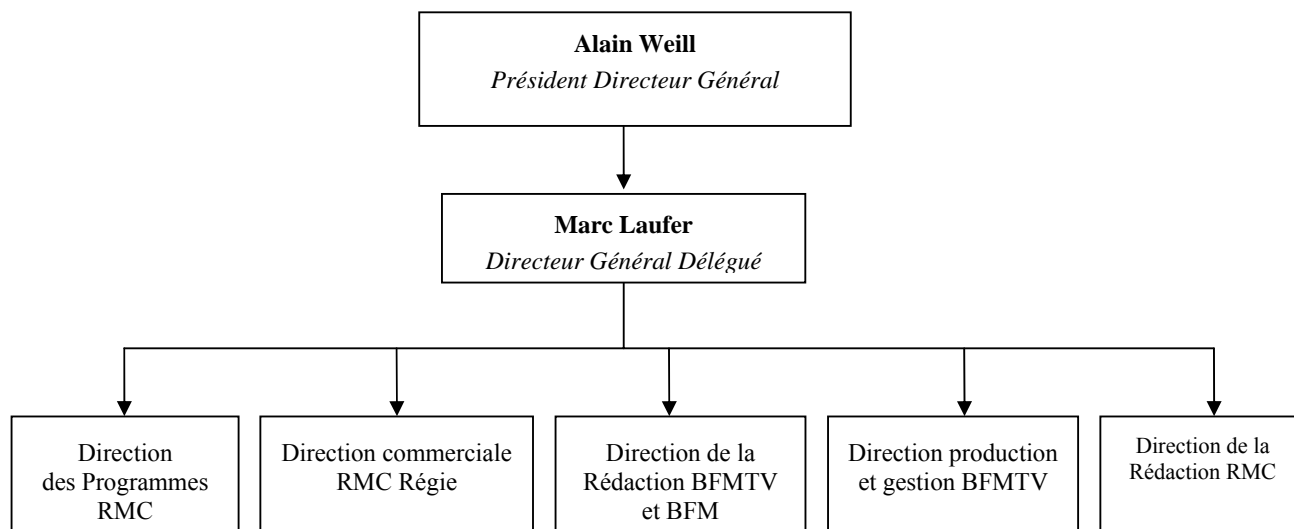 Alain Weill
Président Directeur Général
Marc Laufer
Directeur Général Délégué
Direction
des Programmes
RMC
Direction commerciale
RMC Régie
Direction de la
Rédaction BFMTV
et BFM
Direction production
et gestion BFMTV
Direction de la
Rédaction RMC